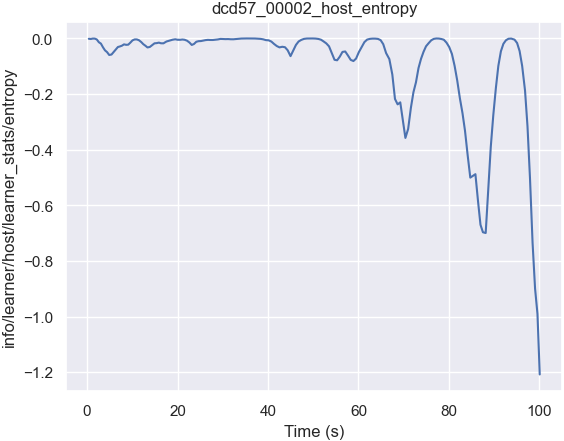 dcd57_00002_host_entropy
info/learner/host/learner_stats/entropy
0.0
−0.2
−0.4
−0.6
−0.8
−1.0
−1.2
0 20 40 60 80 100
Time (s)